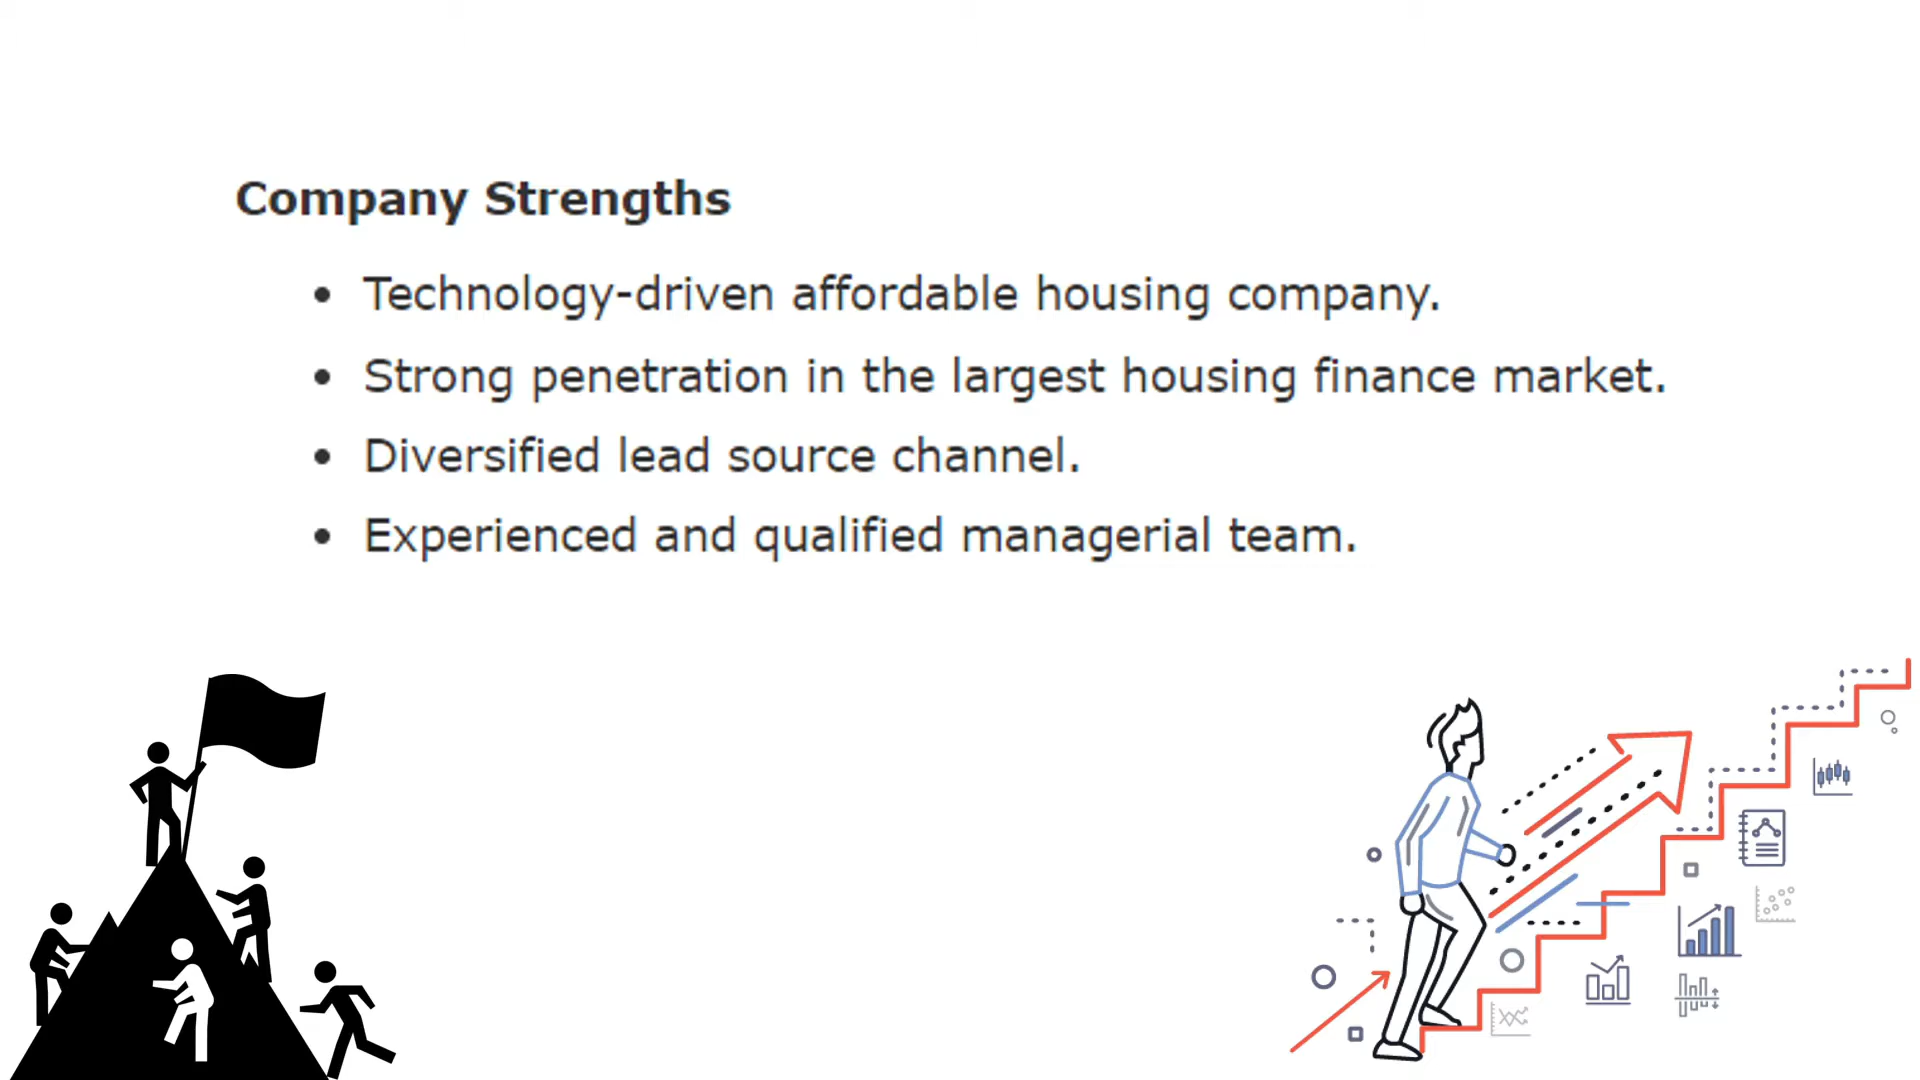 Company Strengths
• Technology-driven affordable housing company.
• Strong penetration in the largest housing finance market.
• Diversified lead source channel.
• Experienced and qualified managerial team.